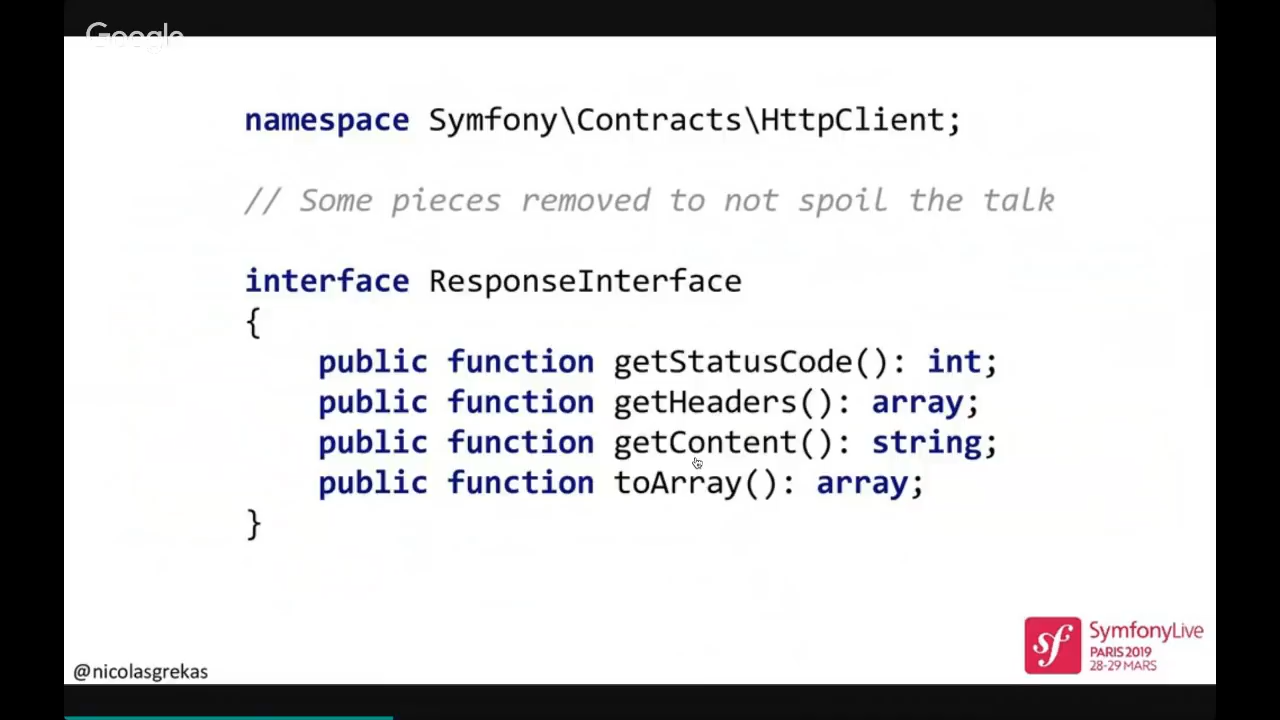 Google
namespace Symfony\Contracts\HttpClient;
// Some pieces removed to not spoil the talk
interface ResponseInterface
{
public function getStatusCode(): int;
public function getHeaders(): array;
public function getContent(): string;
public function toArray(): array;
}
sf
SymfonyLive
PARIS 2019
28-29 MARS
@nicolasgrekas